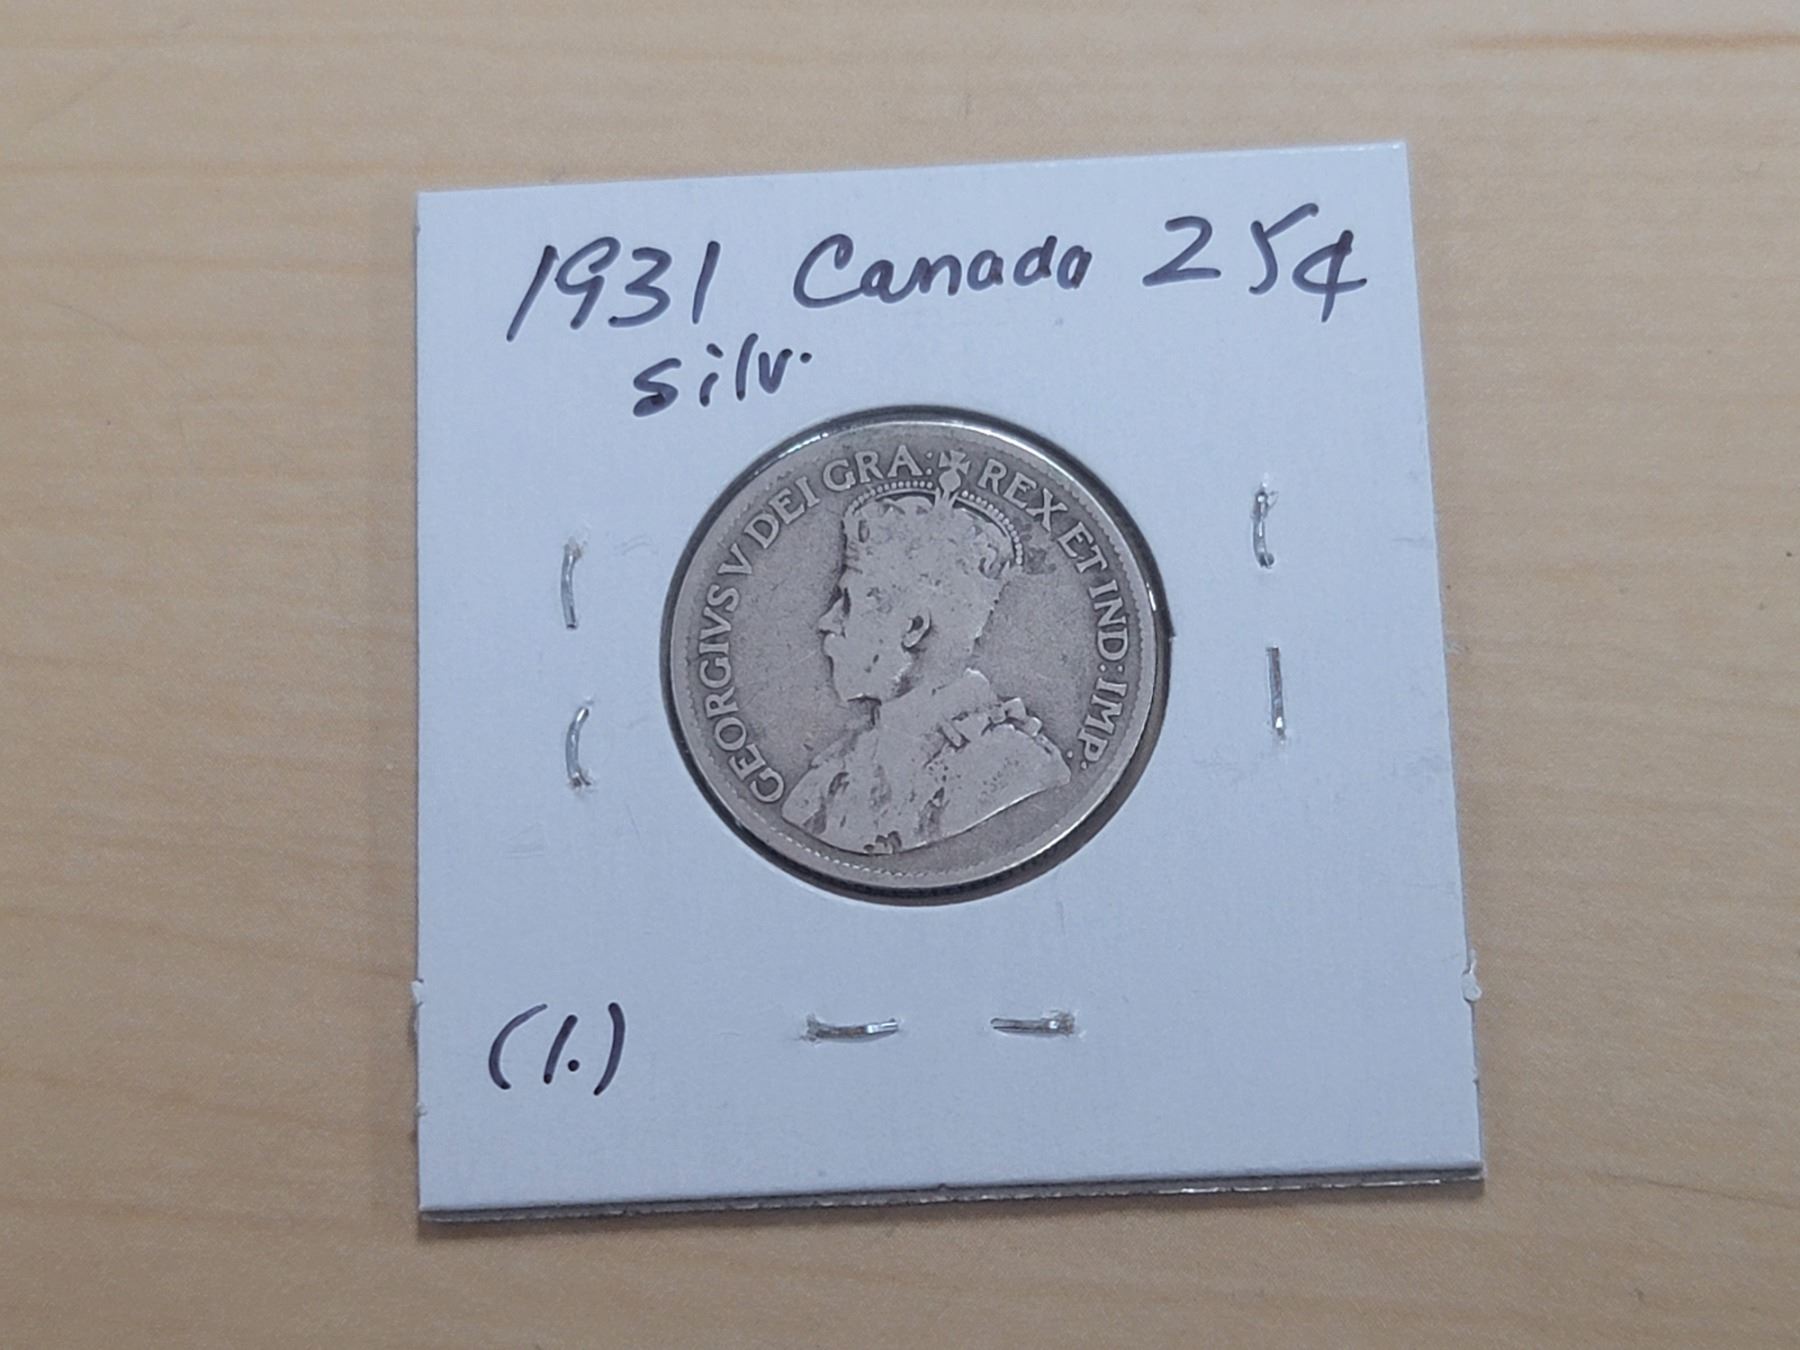 1931 Canada 25¢
Silv.
GEORGIVS V DEI GRA: REX ET IND: IMP:
(1.)